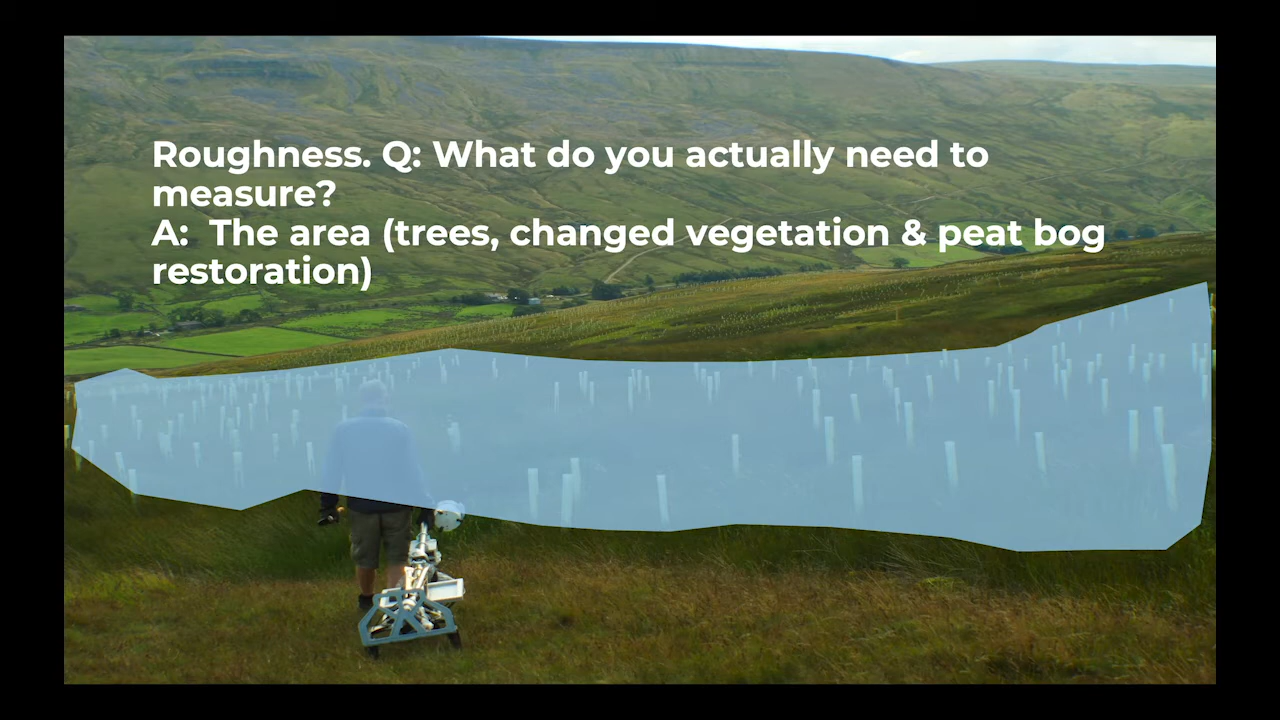 Roughness. Q: What do you actually need to
measure?
A:  The area (trees, changed vegetation & peat bog
restoration)